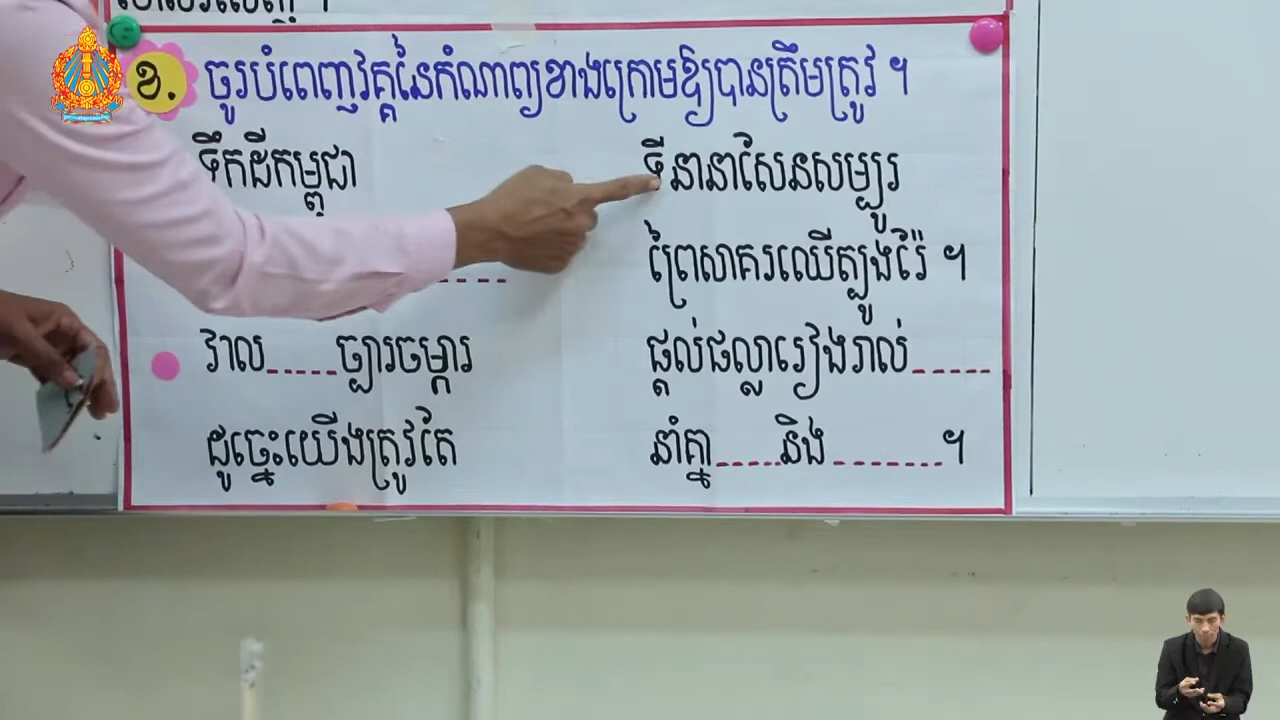 ខ. ចូរបំពេញវគ្គនៃកំណាព្យខាងក្រោមឱ្យបានត្រឹមត្រូវ ។
ទឹកដីកម្ពុជា ទីនានាសែនសម្បូរ
------ ព្រៃសាគរឈើត្បូងរ៉ែ ។
វាល-----ច្បារចម្ការ ផ្តល់ផល្លារៀងរាល់-----
ដូច្នេះយើងត្រូវតែ នាំគ្នា-----និង------- ។